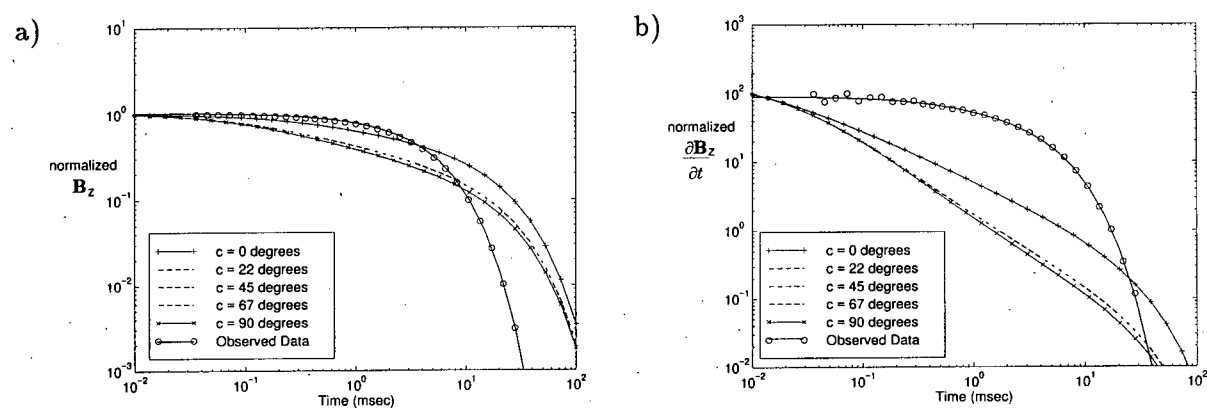 a)
10^1
10^0
normalized
B_z
10^-1
10^-2
10^-3
c = 0 degrees
c = 22 degrees
c = 45 degrees
c = 67 degrees
c = 90 degrees
Observed Data
10^-2
10^-1
10^0
10^1
10^2
Time (msec)
b)
10^3
10^2
normalized
∂B_z
∂t
10^1
10^0
10^-1
10^-2
c = 0 degrees
c = 22 degrees
c = 45 degrees
c = 67 degrees
c = 90 degrees
Observed Data
10^-2
10^-1
10^0
10^1
10^2
Time (msec)